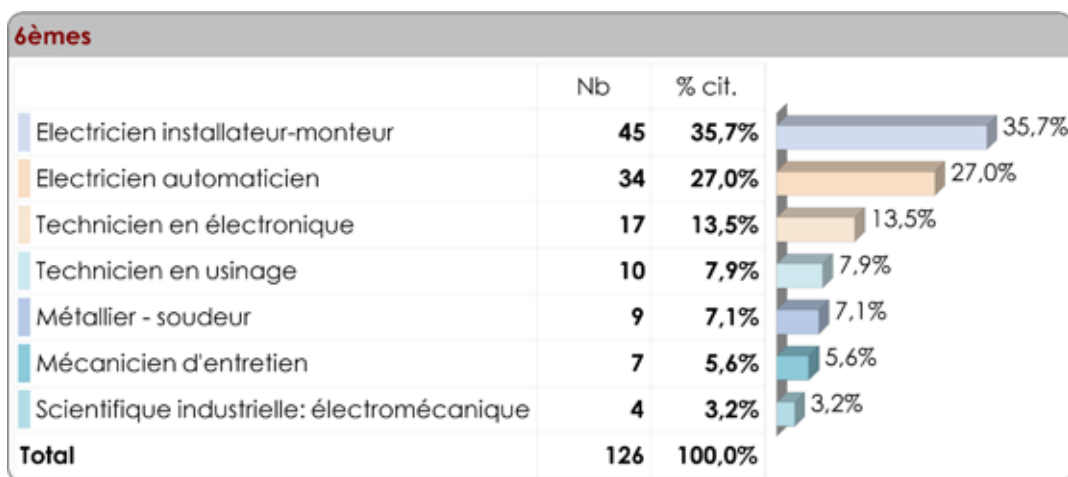 6èmes
Nb % cit.
Electricien installateur-monteur 45 35,7% 35,7%
Electricien automaticien 34 27,0% 27,0%
Technicien en électronique 17 13,5% 13,5%
Technicien en usinage 10 7,9% 7,9%
Métallier - soudeur 9 7,1% 7,1%
Mécanicien d'entretien 7 5,6% 5,6%
Scientifique industrielle: électromécanique 4 3,2% 3,2%
Total 126 100,0%